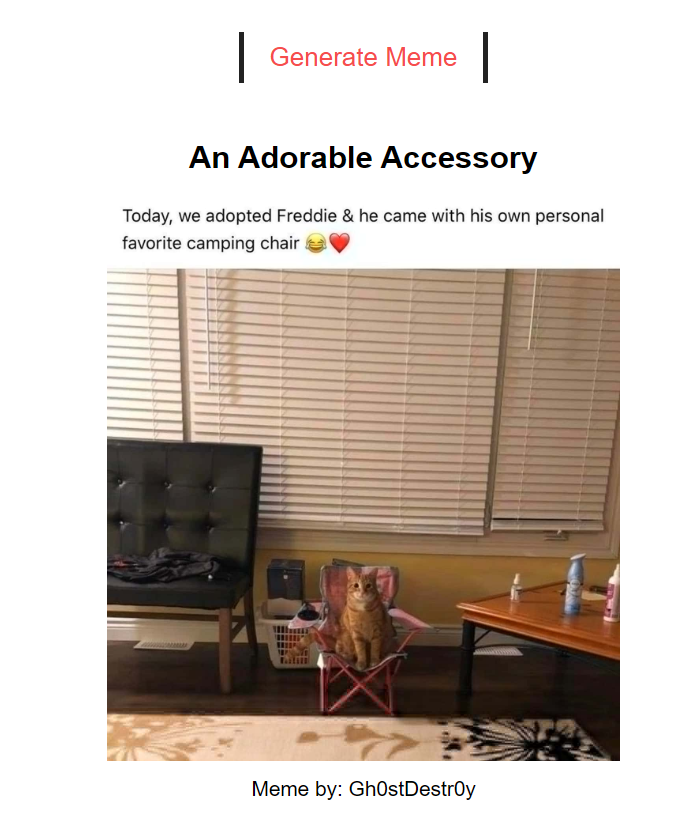 Generate Meme
An Adorable Accessory
Today, we adopted Freddie & he came with his own personal
favorite camping chair 😂❤️
Meme by: Gh0stDestr0y